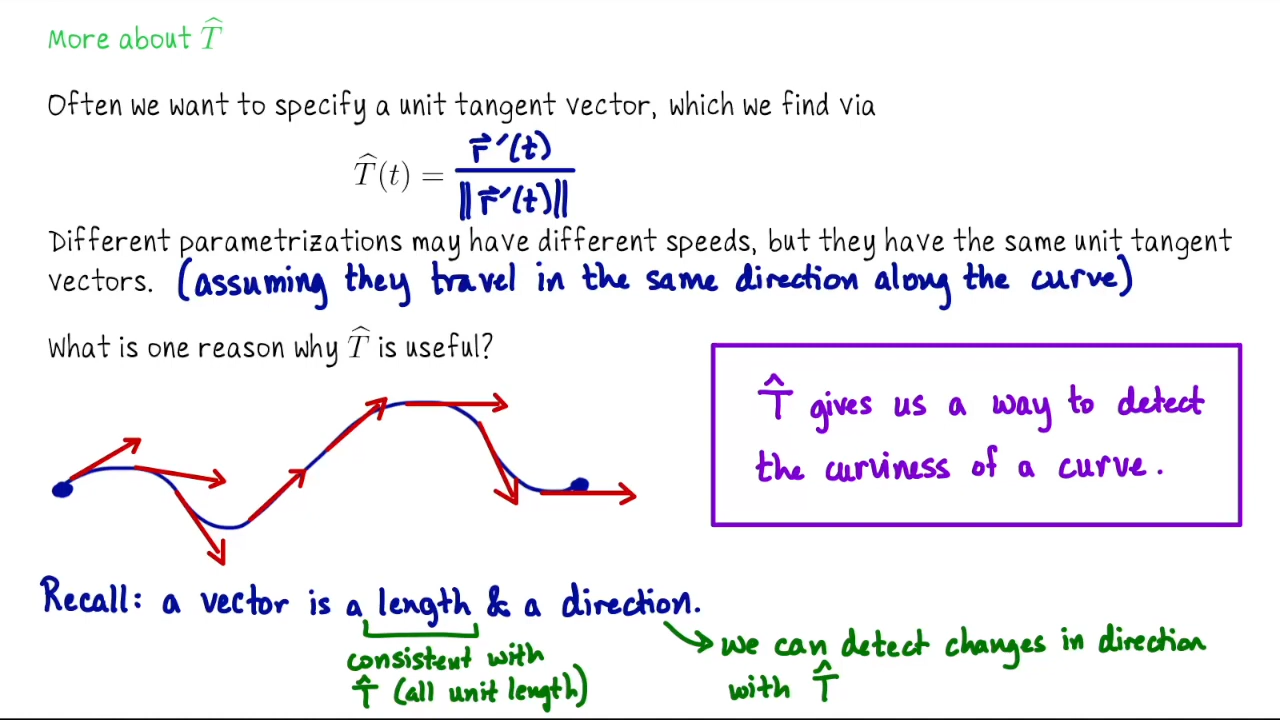 More about T̂
Often we want to specify a unit tangent vector, which we find via
T̂(t) = r⃗′(t) / ‖r⃗′(t)‖
Different parametrizations may have different speeds, but they have the same unit tangent
vectors. (assuming they travel in the same direction along the curve)
What is one reason why T̂ is useful?
T̂ gives us a way to detect
the curviness of a curve.
Recall: a vector is a length & a direction.
consistent with
T̂ (all unit length)
we can detect changes in direction
with T̂